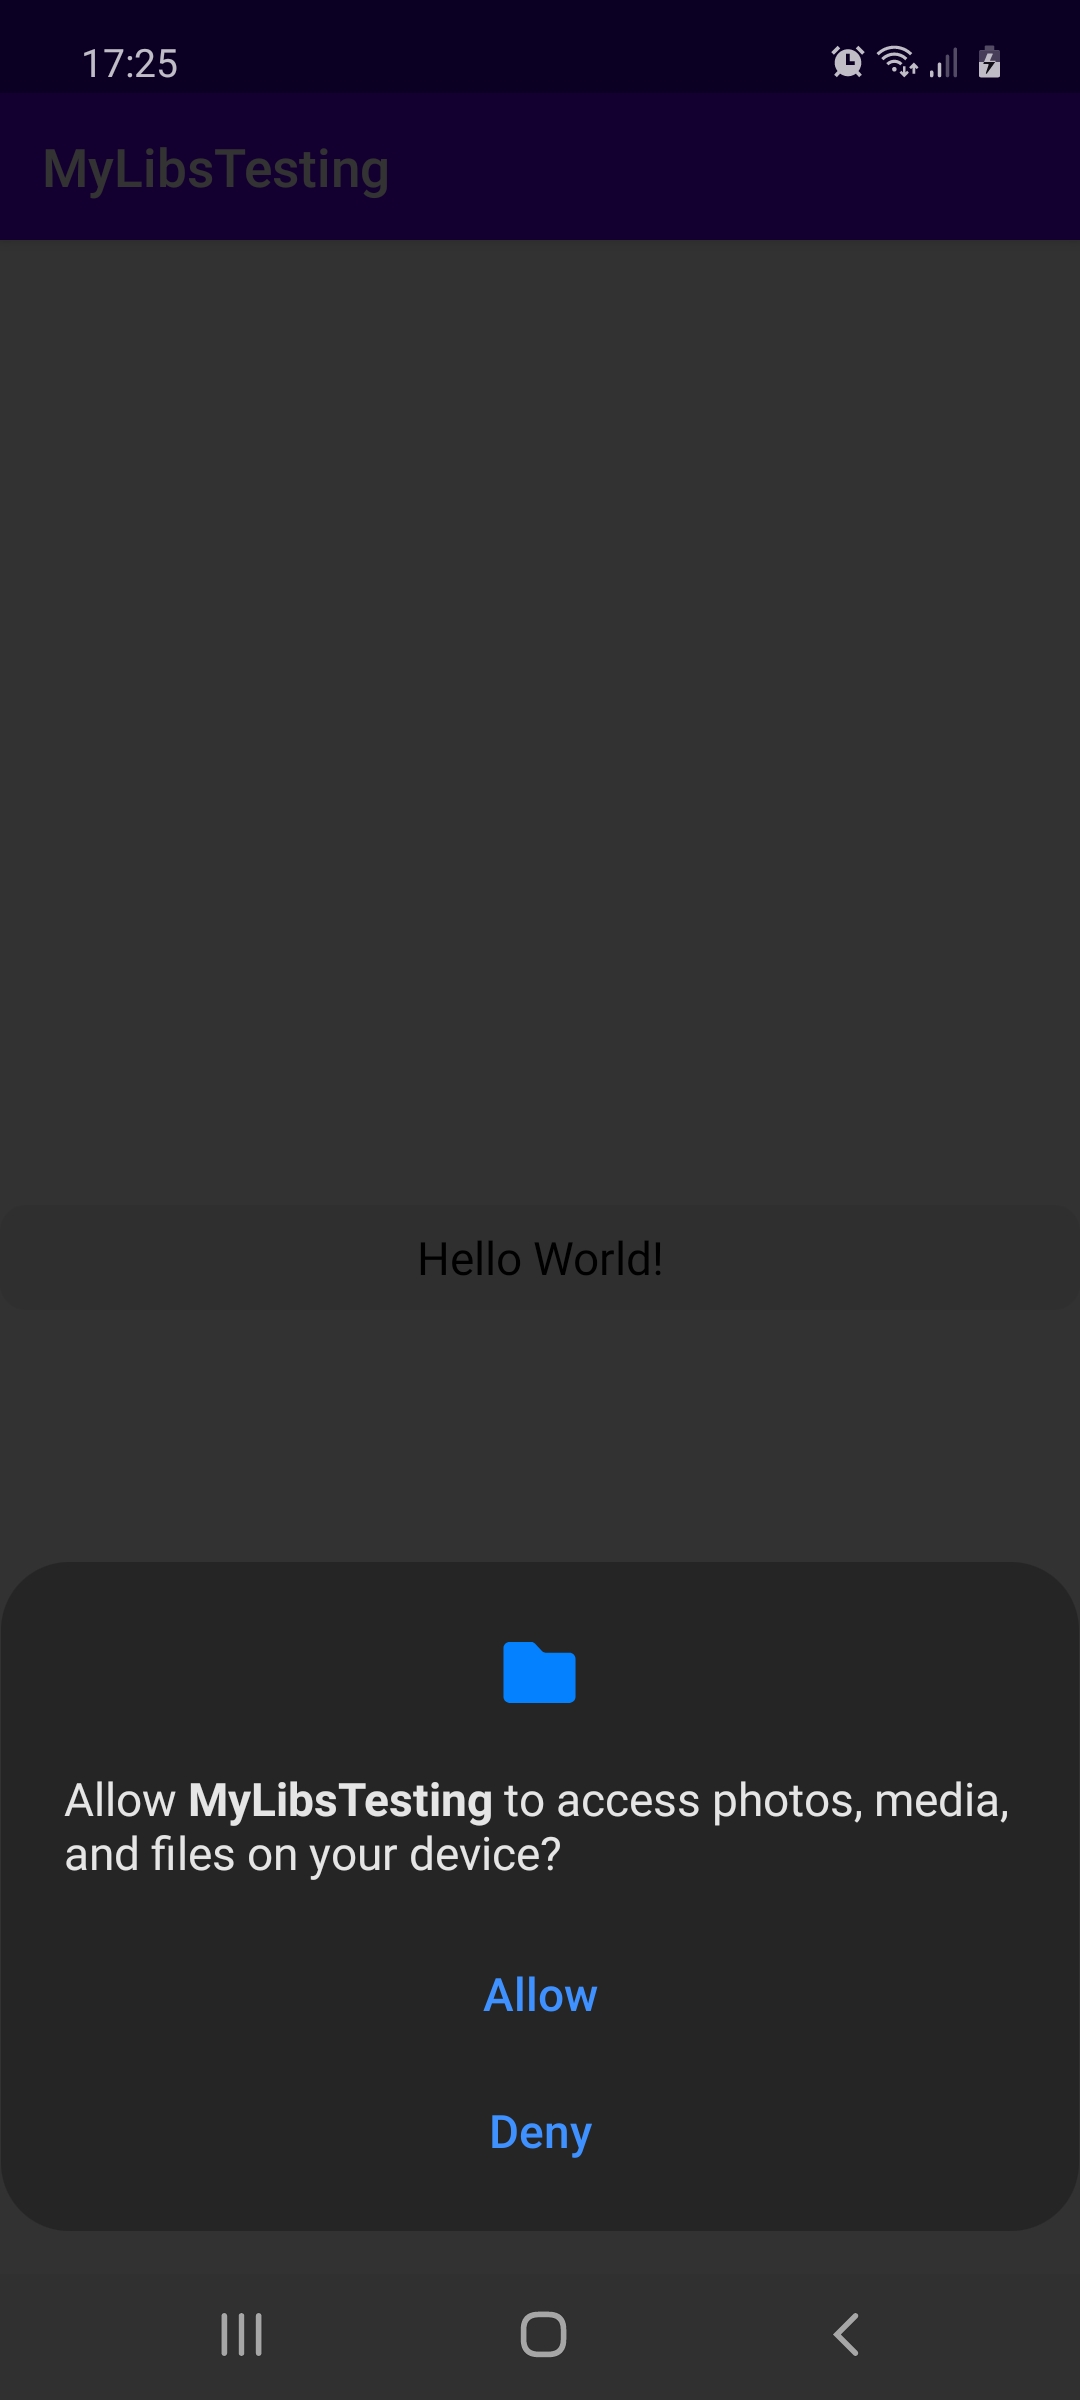 17:25
MyLibsTesting
Hello World!
Allow MyLibsTesting to access photos, media,
and files on your device?
Allow
Deny